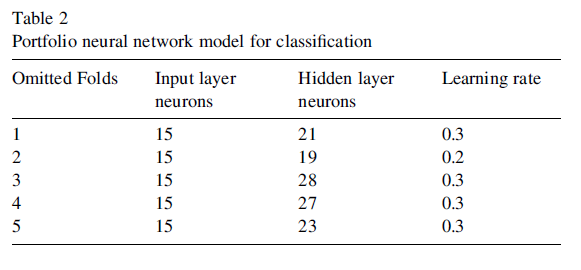 Table 2
Portfolio neural network model for classification
Omitted Folds Input layer neurons Hidden layer neurons Learning rate
1 15 21 0.3
2 15 19 0.2
3 15 28 0.3
4 15 27 0.3
5 15 23 0.3